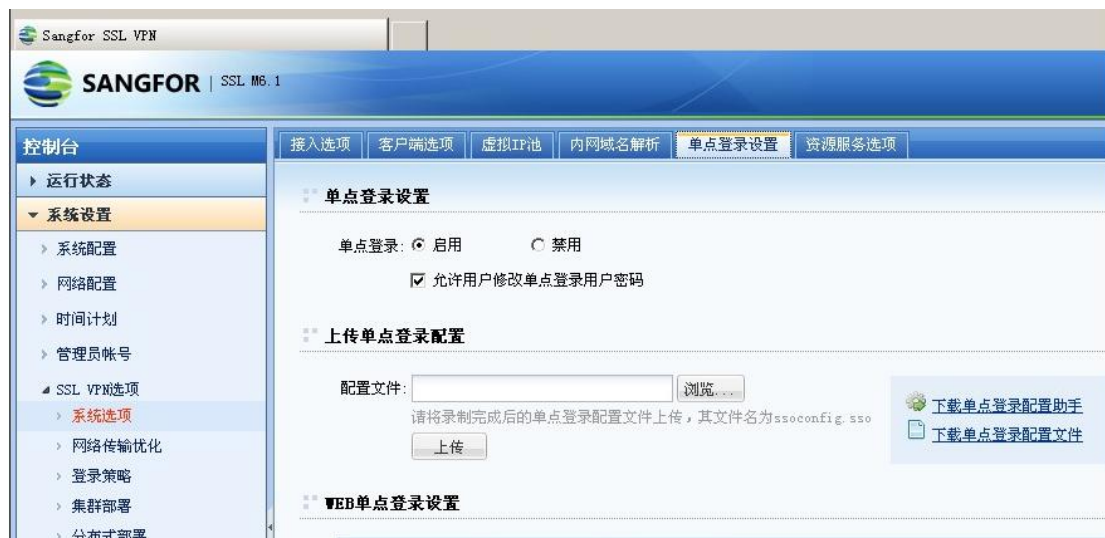 Sangfor SSL VPN
SANGFOR | SSL M6.1
控制台
运行状态
系统设置
系统配置
网络配置
时间计划
管理员帐号
SSL VPN选项
系统选项
网络传输优化
登录策略
集群部署
分布式部署
接入选项 客户端选项 虚拟IP池 内网域名解析 单点登录设置 资源服务选项
单点登录设置
单点登录: 启用 禁用
允许用户修改单点登录用户密码
上传单点登录配置
配置文件: 浏览...
请将录制完成后的单点登录配置文件上传，其文件名为ssoconfig.sso
上传
下载单点登录配置助手
下载单点登录配置文件
WEB单点登录设置